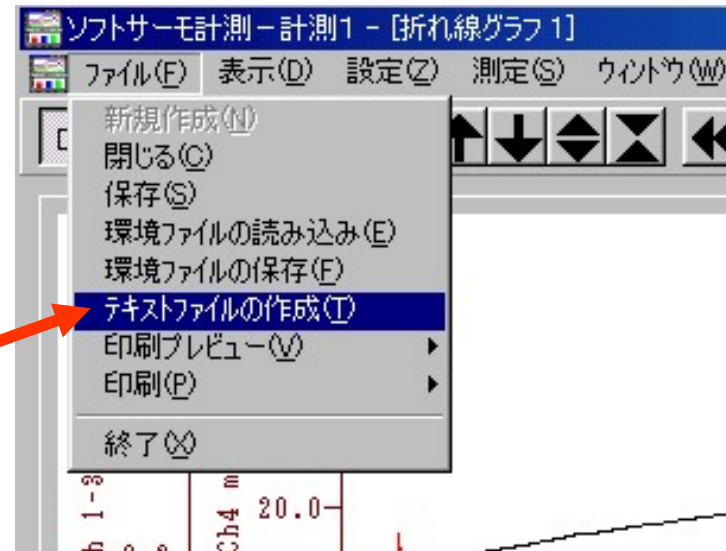 ソフトサーモ計測 − 計測1 - [折れ線グラフ 1]
ファイル(F) 表示(D) 設定(Z) 測定(S) ウィンドウ(W)
新規作成(N)
閉じる(C)
保存(S)
環境ファイルの読み込み(E)
環境ファイルの保存(F)
テキストファイルの作成(T)
印刷プレビュー(V)
印刷(P)
終了(X)
1-3
Ch4 m
20.0